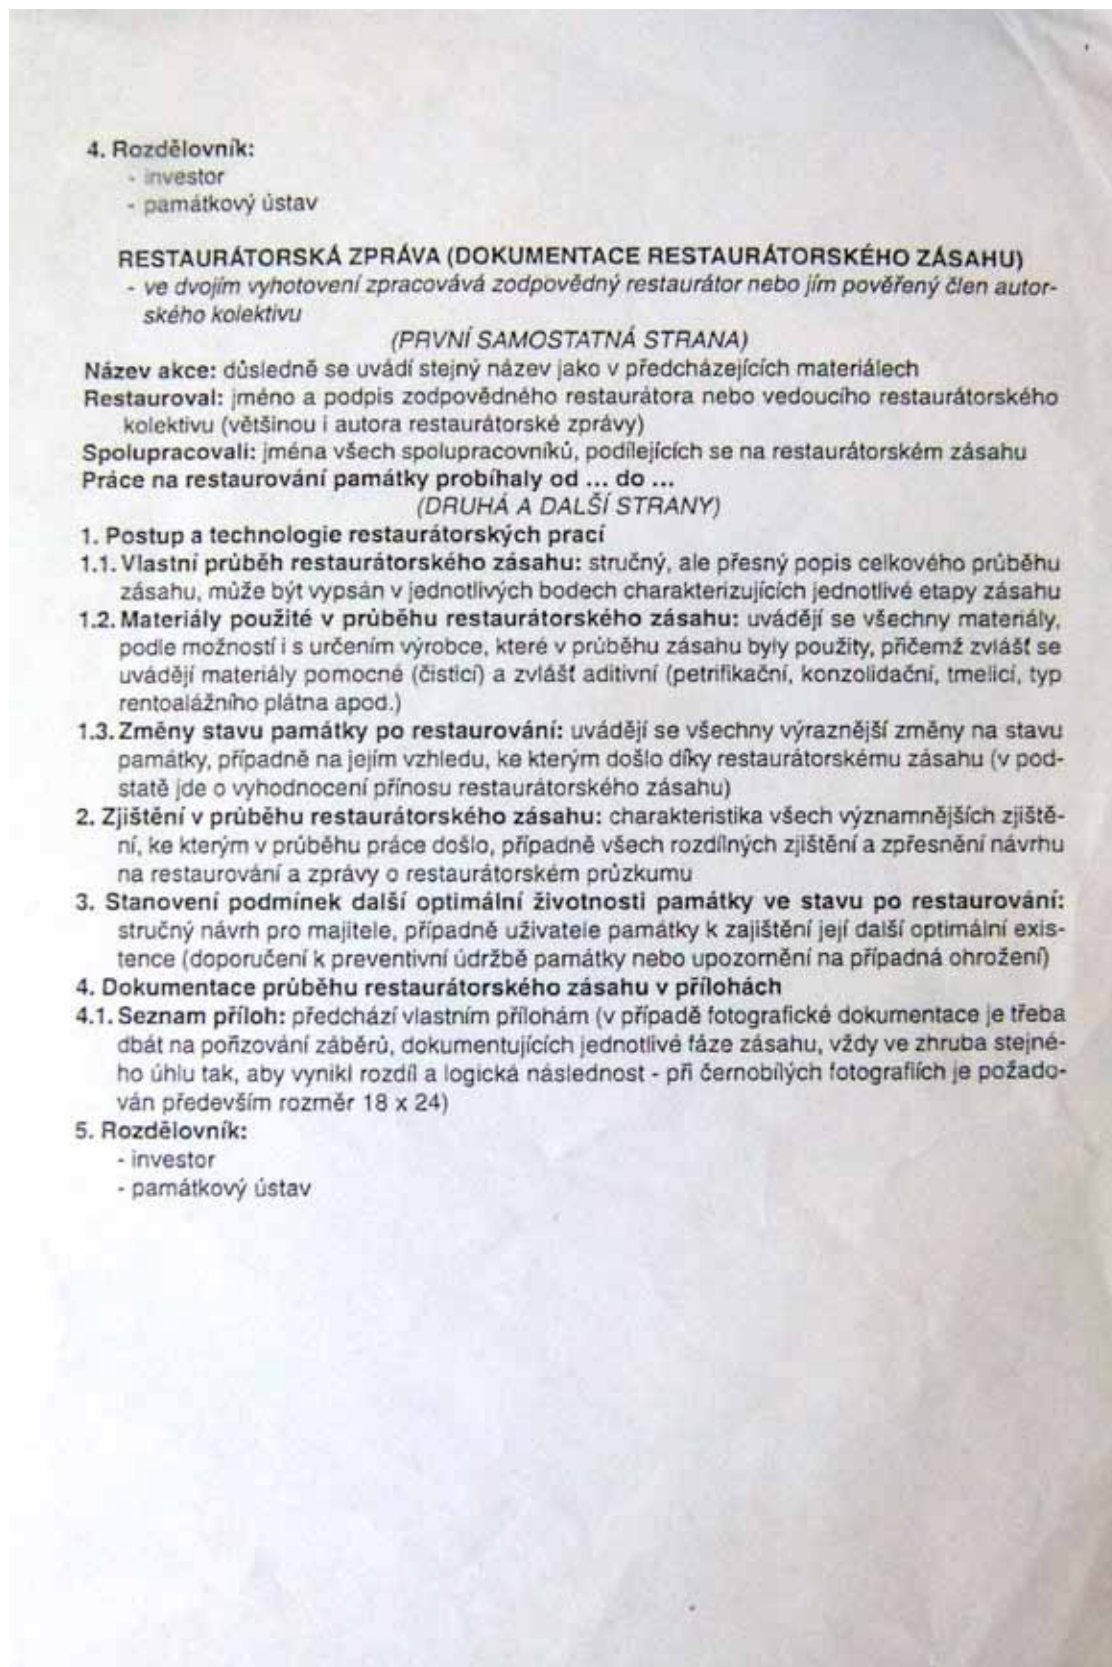 4. Rozdělovník:
- investor
- památkový ústav
RESTAURÁTORSKÁ ZPRÁVA (DOKUMENTACE RESTAURÁTORSKÉHO ZÁSAHU)
- ve dvojím vyhotovení zpracovává zodpovědný restaurátor nebo jím pověřený člen autor-
ského kolektivu
(PRVNÍ SAMOSTATNÁ STRANA)
Název akce: důsledně se uvádí stejný název jako v předcházejících materiálech
Restauroval: jméno a podpis zodpovědného restaurátora nebo vedoucího restaurátorského
kolektivu (většinou i autora restaurátorské zprávy)
Spolupracovali: jména všech spolupracovníků, podílejících se na restaurátorském zásahu
Práce na restaurování památky probíhaly od ... do ...
(DRUHÁ A DALŠÍ STRANY)
1. Postup a technologie restaurátorských prací
1.1. Vlastní průběh restaurátorského zásahu: stručný, ale přesný popis celkového průběhu
zásahu, může být vypsán v jednotlivých bodech charakterizujících jednotlivé etapy zásahu
1.2. Materiály použité v průběhu restaurátorského zásahu: uvádějí se všechny materiály,
podle možností i s určením výrobce, které v průběhu zásahu byly použity, přičemž zvlášť se
uvádějí materiály pomocné (čisticí) a zvlášť aditivní (petrifikační, konzolidační, tmelicí, typ
rentoalážního plátna apod.)
1.3. Změny stavu památky po restaurování: uvádějí se všechny výraznější změny na stavu
památky, případně na jejím vzhledu, ke kterým došlo díky restaurátorskému zásahu (v pod-
statě jde o vyhodnocení přínosu restaurátorského zásahu)
2. Zjištění v průběhu restaurátorského zásahu: charakteristika všech významnějších zjiště-
ní, ke kterým v průběhu práce došlo, případně všech rozdílných zjištění a zpřesnění návrhu
na restaurování a zprávy o restaurátorském průzkumu
3. Stanovení podmínek další optimální životnosti památky ve stavu po restaurování:
stručný návrh pro majitele, případně uživatele památky k zajištění její další optimální exis-
tence (doporučení k preventivní údržbě památky nebo upozornění na případná ohrožení)
4. Dokumentace průběhu restaurátorského zásahu v přílohách
4.1. Seznam příloh: předchází vlastním přílohám (v případě fotografické dokumentace je třeba
dbát na pořizování záběrů, dokumentujících jednotlivé fáze zásahu, vždy ve zhruba stejné-
ho úhlu tak, aby vynikl rozdíl a logická následnost - při černobílých fotografiích je požado-
ván především rozměr 18 x 24)
5. Rozdělovník:
- investor
- památkový ústav